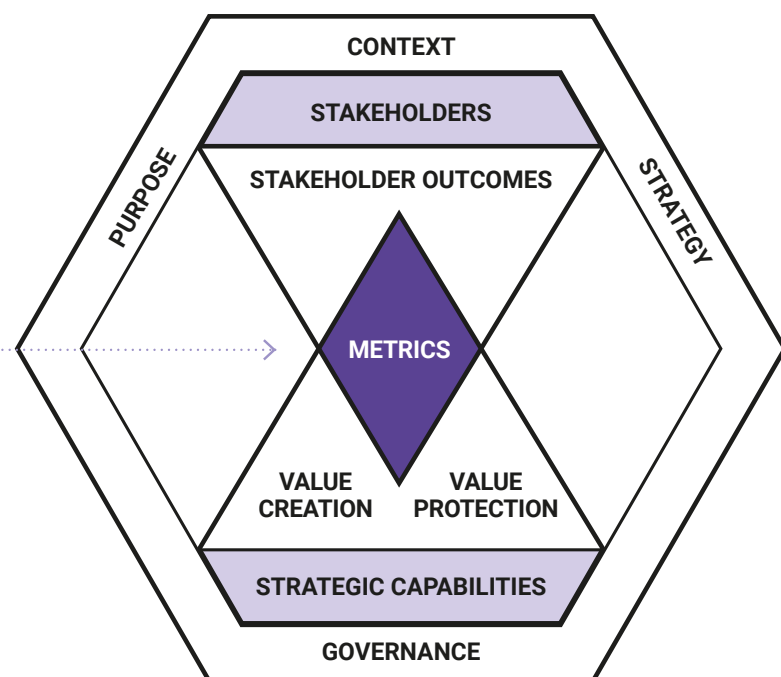 CONTEXT
STAKEHOLDERS
PURPOSE
STRATEGY
STAKEHOLDER OUTCOMES
METRICS
VALUE
CREATION
VALUE
PROTECTION
STRATEGIC CAPABILITIES
GOVERNANCE